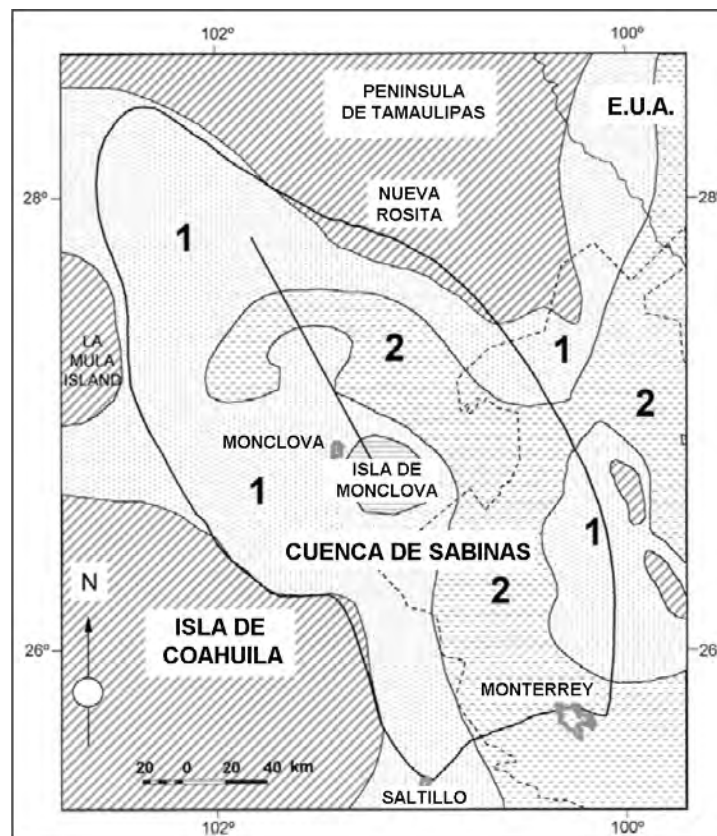 102º
100º
PENINSULA
DE TAMAULIPAS
E.U.A.
28º
28º
NUEVA
ROSITA
1
LA
MULA
ISLAND
2
1
2
MONCLOVA
ISLA DE
MONCLOVA
1
1
CUENCA DE SABINAS
N
2
ISLA DE
COAHUILA
26º
26º
MONTERREY
20 0 20 40 km
SALTILLO
102º
100º